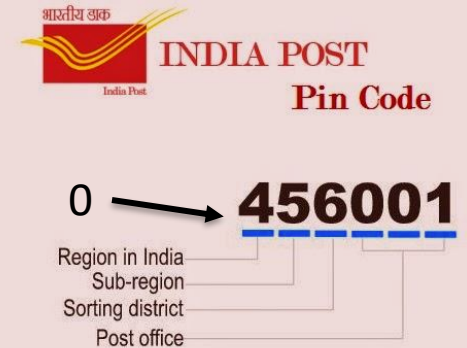 भारतीय डाक
India Post
INDIA POST
Pin Code
0
456001
Region in India
Sub-region
Sorting district
Post office